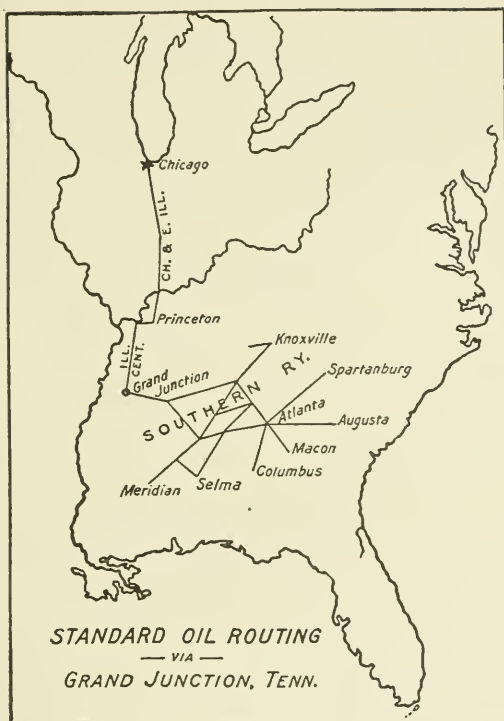 Chicago
CH. & E. ILL.
Princeton
ILL.
CENT.
Grand Junction
Knoxville
SOUTHERN RY.
Spartanburg
Atlanta
Augusta
Macon
Columbus
Selma
Meridian
STANDARD OIL ROUTING
— VIA —
GRAND JUNCTION, TENN.